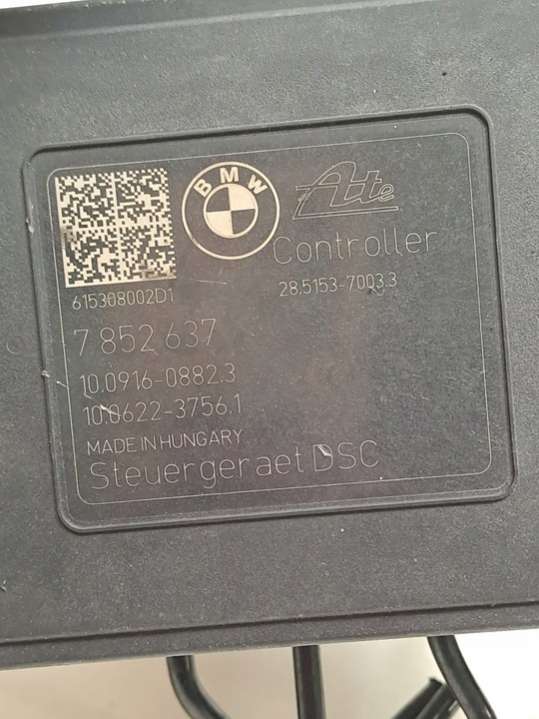 BMW
Ate
Controller
615308002D1
28.5153-7003.3
7 852 637
10.0916-0882.3
10.0622-3756.1
MADE IN HUNGARY
Steuergeraet DSC